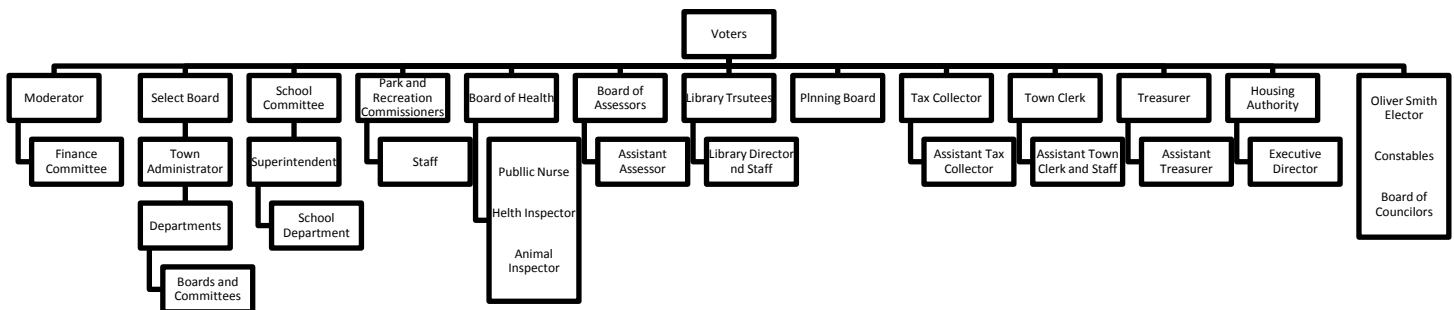 Voters
Moderator
Select Board
School
Committee
Park and
Recreation
Commissioners
Board of Health
Board of
Assessors
Library Trsutees
Plnning Board
Tax Collector
Town Clerk
Treasurer
Housing
Authority
Oliver Smith
Elector
Constables
Board of
Councilors
Finance
Committee
Town
Administrator
Superintendent
Staff
Publlic Nurse
Helth Inspector
Animal
Inspector
Assistant
Assessor
Library Director
nd Staff
Assistant Tax
Collector
Assistant Town
Clerk and Staff
Assistant
Treasurer
Executive
Director
Departments
School
Department
Boards and
Committees